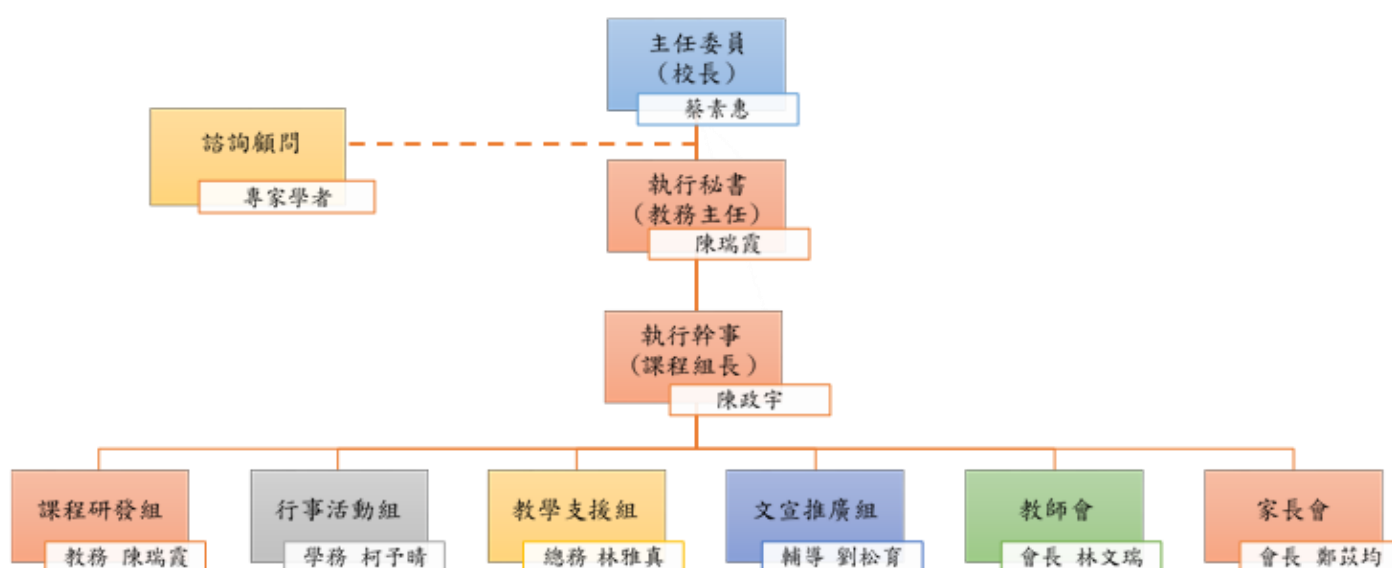 主任委員
(校長)
蔡素惠
諮詢顧問
專家學者
執行秘書
(教務主任)
陳瑞霞
執行幹事
(課程組長)
陳政宇
課程研發組
教務 陳瑞霞
行事活動組
學務 柯予晴
教學支援組
總務 林雅真
文宣推廣組
輔導 劉松育
教師會
會長 林文瑞
家長會
會長 鄭苡均